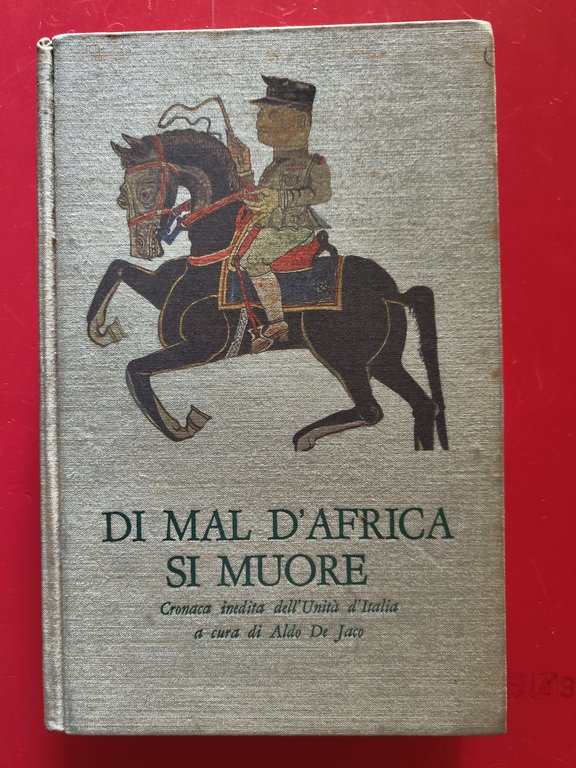 DI MAL D'AFRICA
SI MUORE
Cronaca inedita dell'Unità d'Italia
a cura di Aldo De Jaco